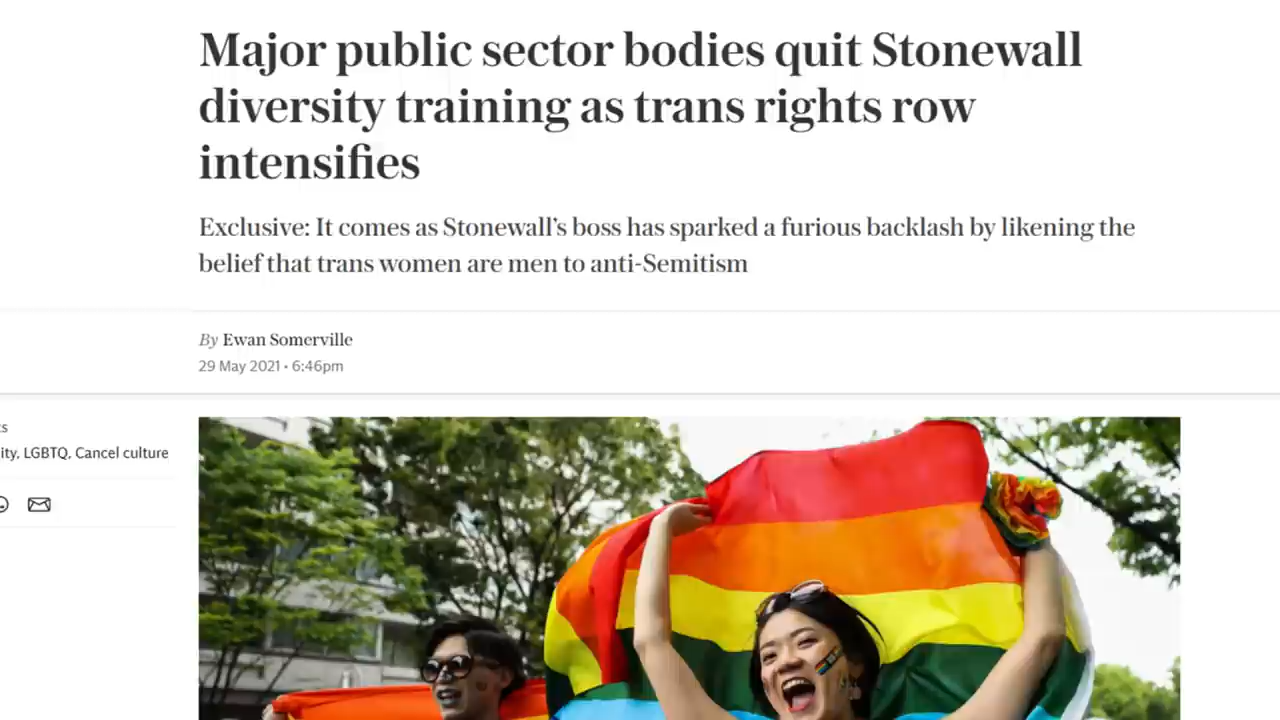 Major public sector bodies quit Stonewall
diversity training as trans rights row
intensifies
Exclusive: It comes as Stonewall’s boss has sparked a furious backlash by likening the
belief that trans women are men to anti-Semitism
By Ewan Somerville
29 May 2021 • 6:46pm
LGBTQ, Cancel culture